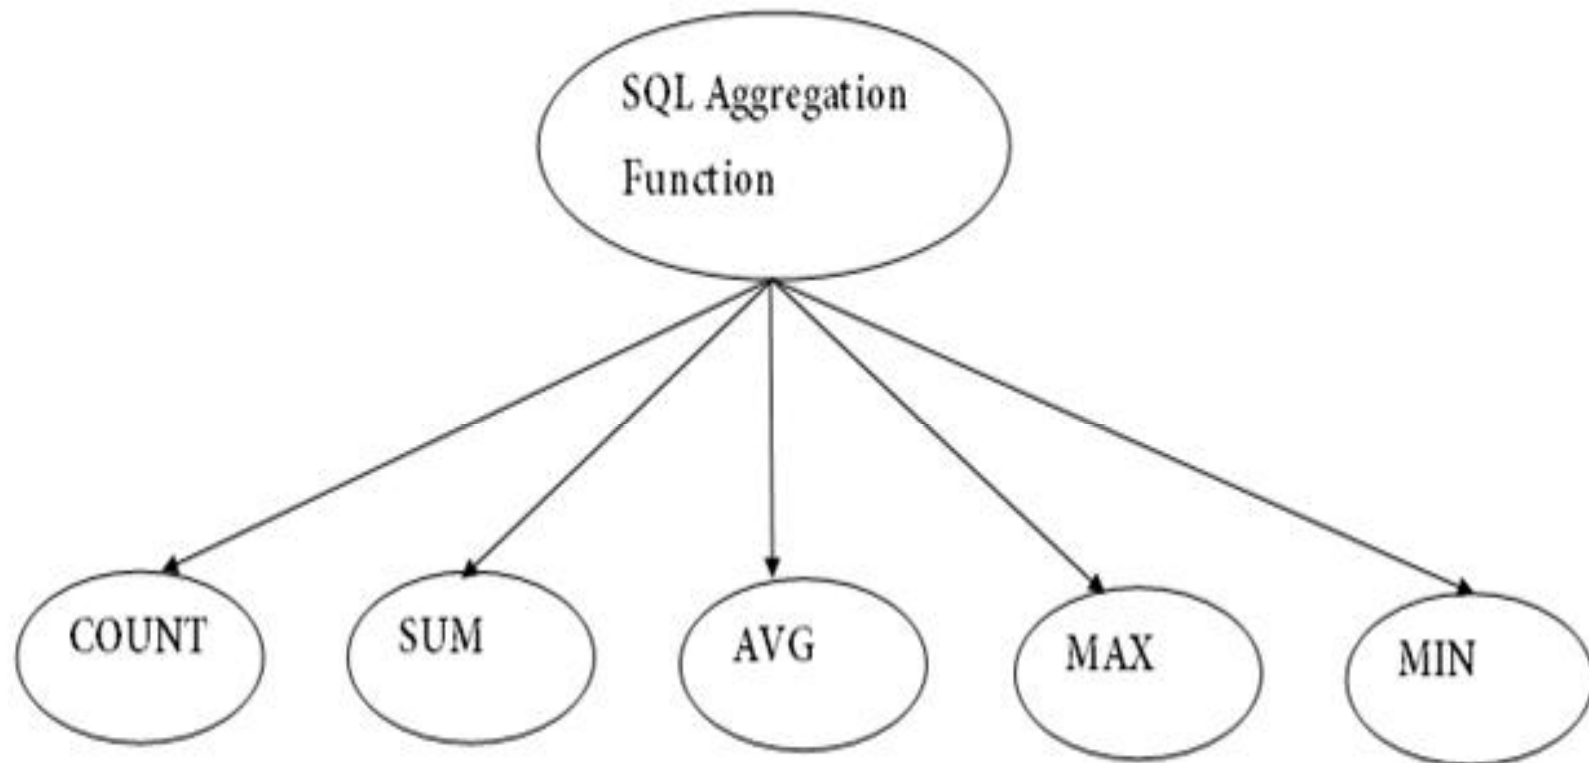 SQL Aggregation
Function
COUNT
SUM
AVG
MAX
MIN